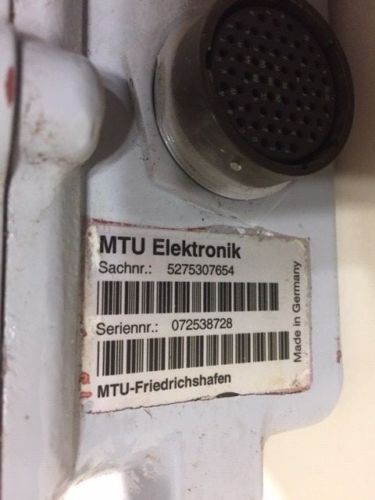 MTU Elektronik
Sachnr.: 5275307654
Seriennr.: 072538728
MTU-Friedrichshafen
Made in Germany